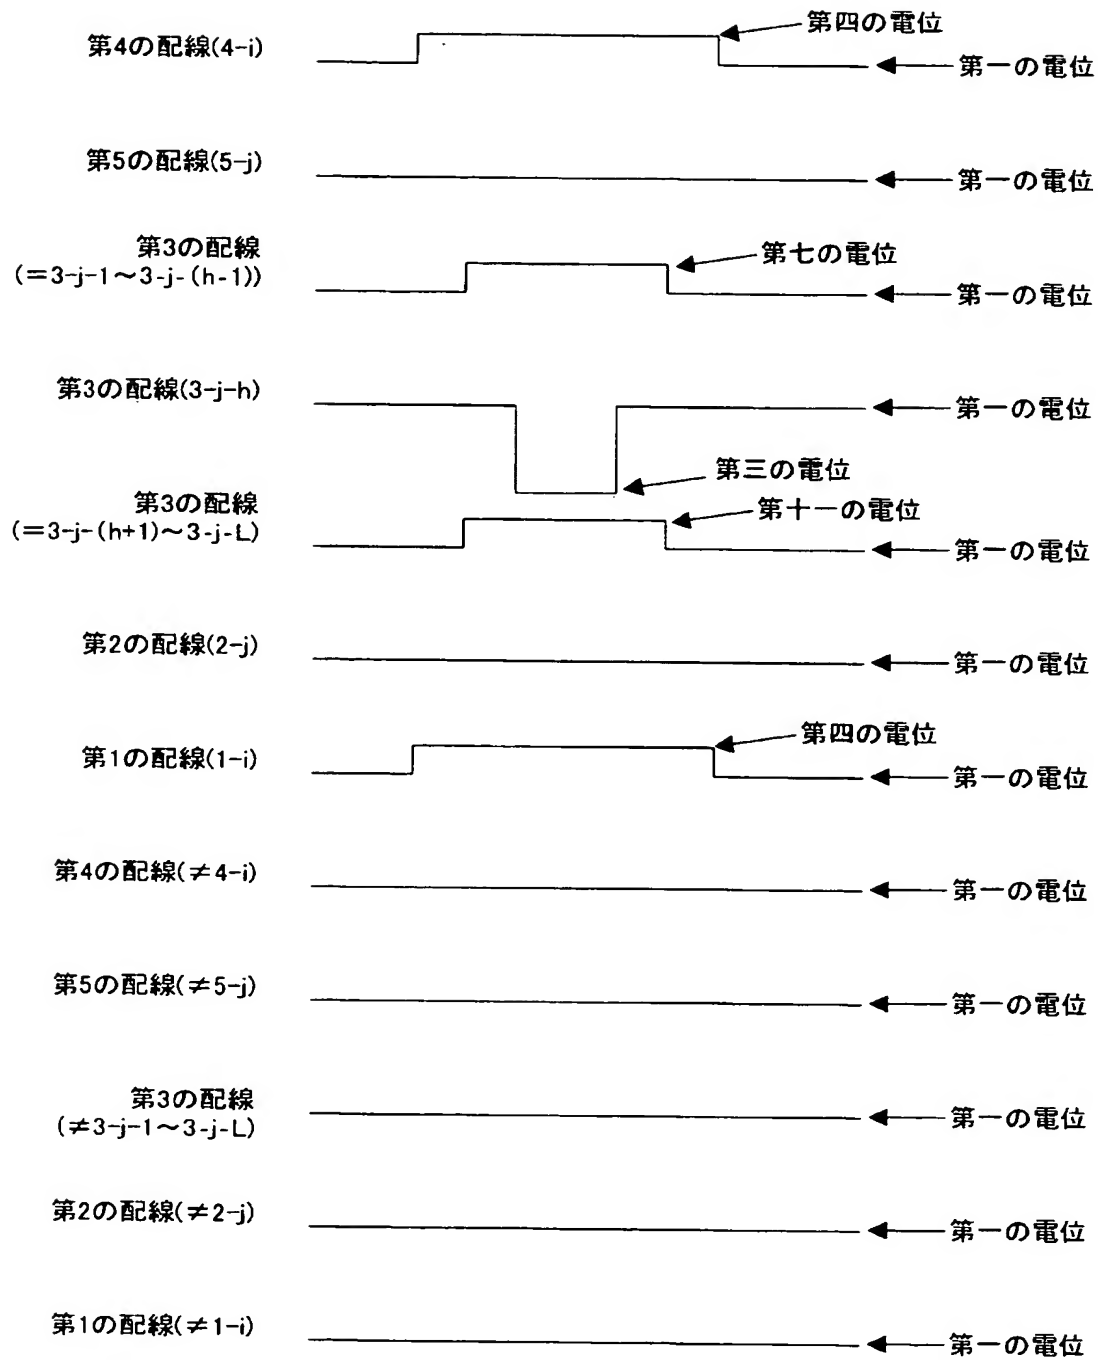 第四の電位
第4の配線(4-i)
第一の電位
第5の配線(5-j)
第一の電位
第3の配線
(=3-j-1～3-j-(h-1))
第七の電位
第一の電位
第3の配線(3-j-h)
第一の電位
第三の電位
第3の配線
(=3-j-(h+1)～3-j-L)
第十一の電位
第一の電位
第2の配線(2-j)
第一の電位
第四の電位
第1の配線(1-i)
第一の電位
第4の配線(≠4-i)
第一の電位
第5の配線(≠5-j)
第一の電位
第3の配線
(≠3-j-1～3-j-L)
第一の電位
第2の配線(≠2-j)
第一の電位
第1の配線(≠1-i)
第一の電位